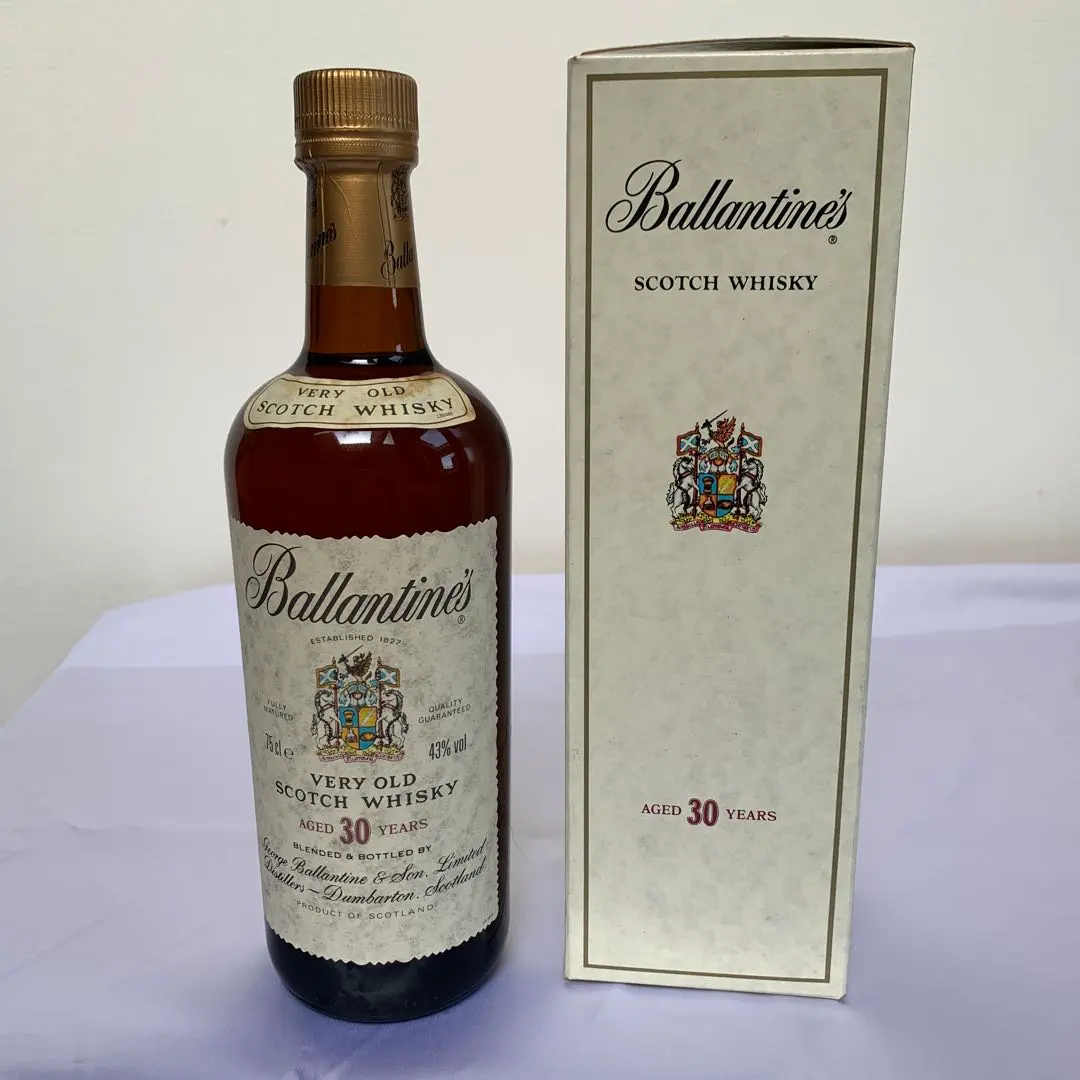 VERY OLD
SCOTCH WHISKY
Ballantine's
®
ESTABLISHED 1827
FULLY
MATURED
QUALITY
GUARANTEED
75 cl e
43% vol
VERY OLD
SCOTCH WHISKY
AGED 30 YEARS
BLENDED & BOTTLED BY
George Ballantine & Son. Limited
Distillers – Dumbarton. Scotland
PRODUCT OF SCOTLAND
Ballantine's
®
SCOTCH WHISKY
AGED 30 YEARS